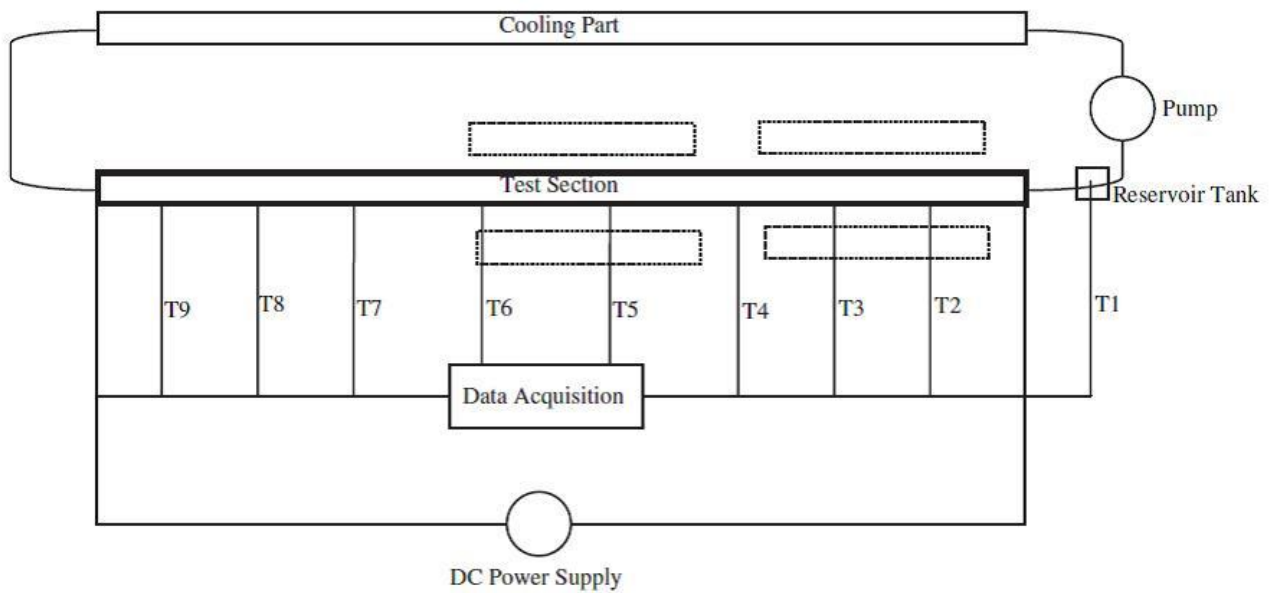 Cooling Part
Pump
Test Section
Reservoir Tank
T9
T8
T7
T6
T5
T4
T3
T2
T1
Data Acquisition
DC Power Supply